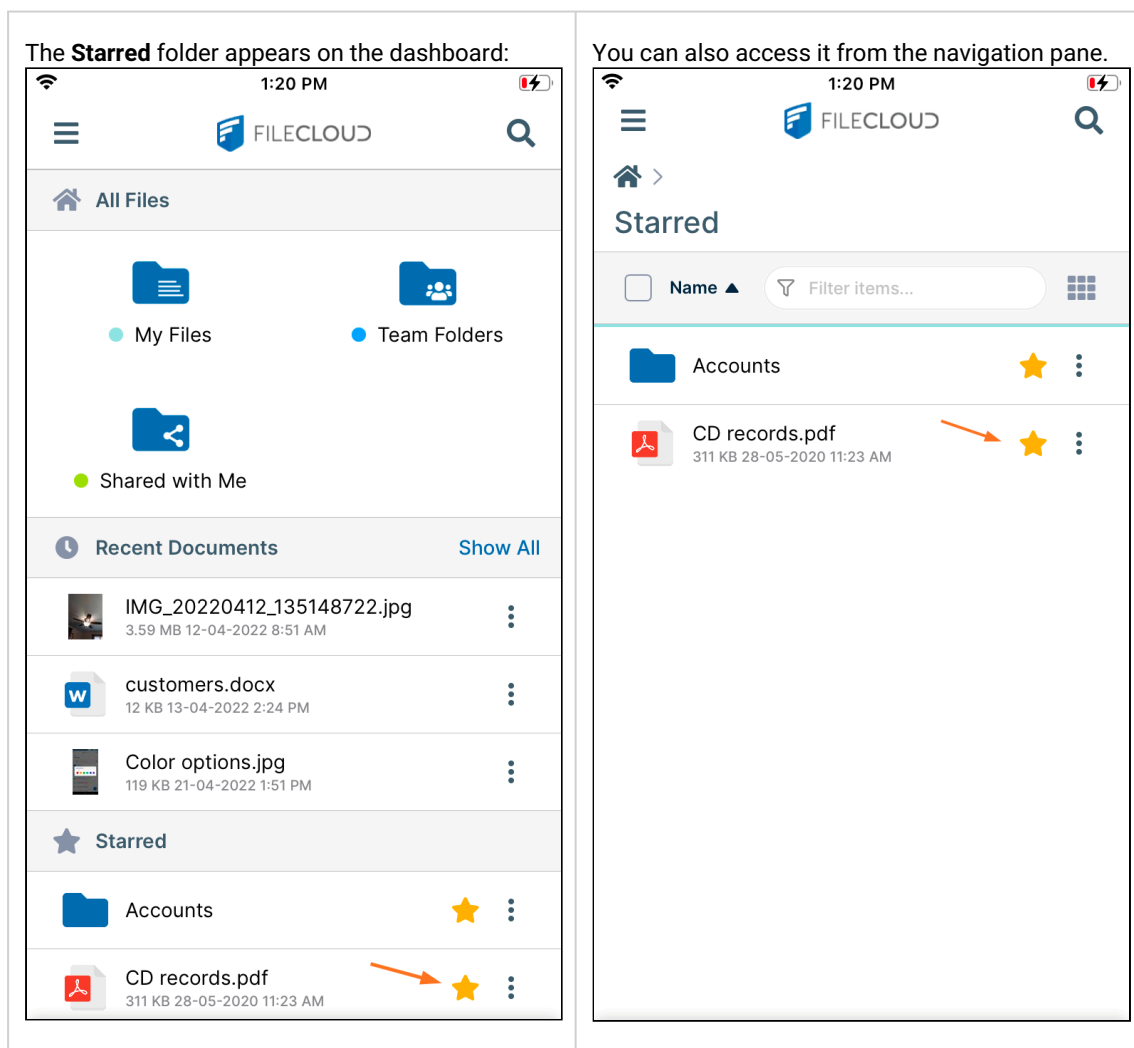 The Starred folder appears on the dashboard:
1:20 PM
FILECLOUD
All Files
My Files
Team Folders
Shared with Me
Recent Documents
Show All
IMG_20220412_135148722.jpg
3.59 MB 12-04-2022 8:51 AM
W
customers.docx
12 KB 13-04-2022 2:24 PM
Color options.jpg
119 KB 21-04-2022 1:51 PM
Starred
Accounts
CD records.pdf
311 KB 28-05-2020 11:23 AM
You can also access it from the navigation pane.
1:20 PM
FILECLOUD
Starred
Name
Filter items...
Accounts
CD records.pdf
311 KB 28-05-2020 11:23 AM